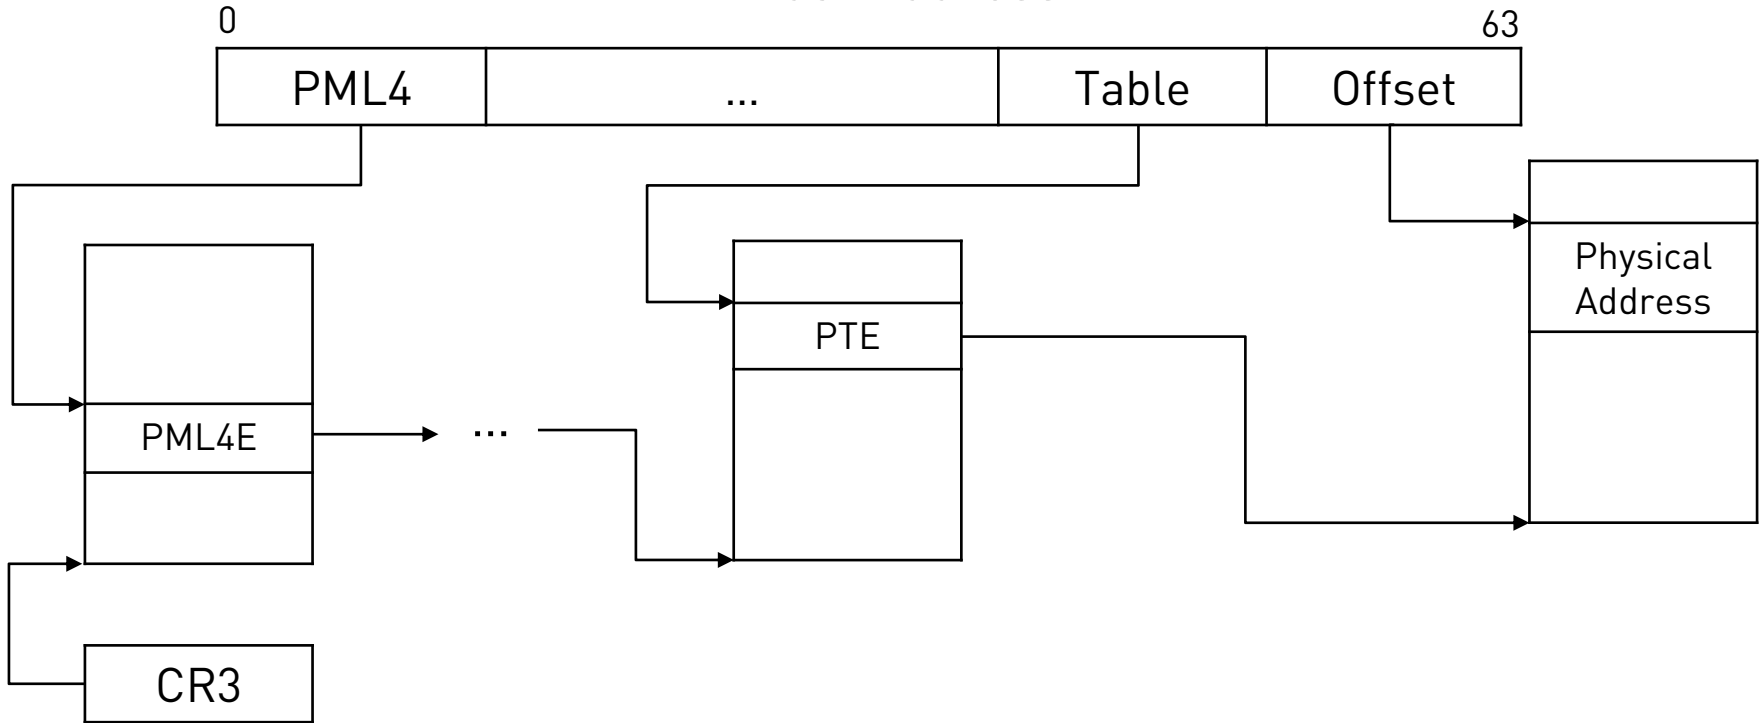 0
63
PML4
...
Table
Offset
Physical
Address
PTE
PML4E
...
CR3